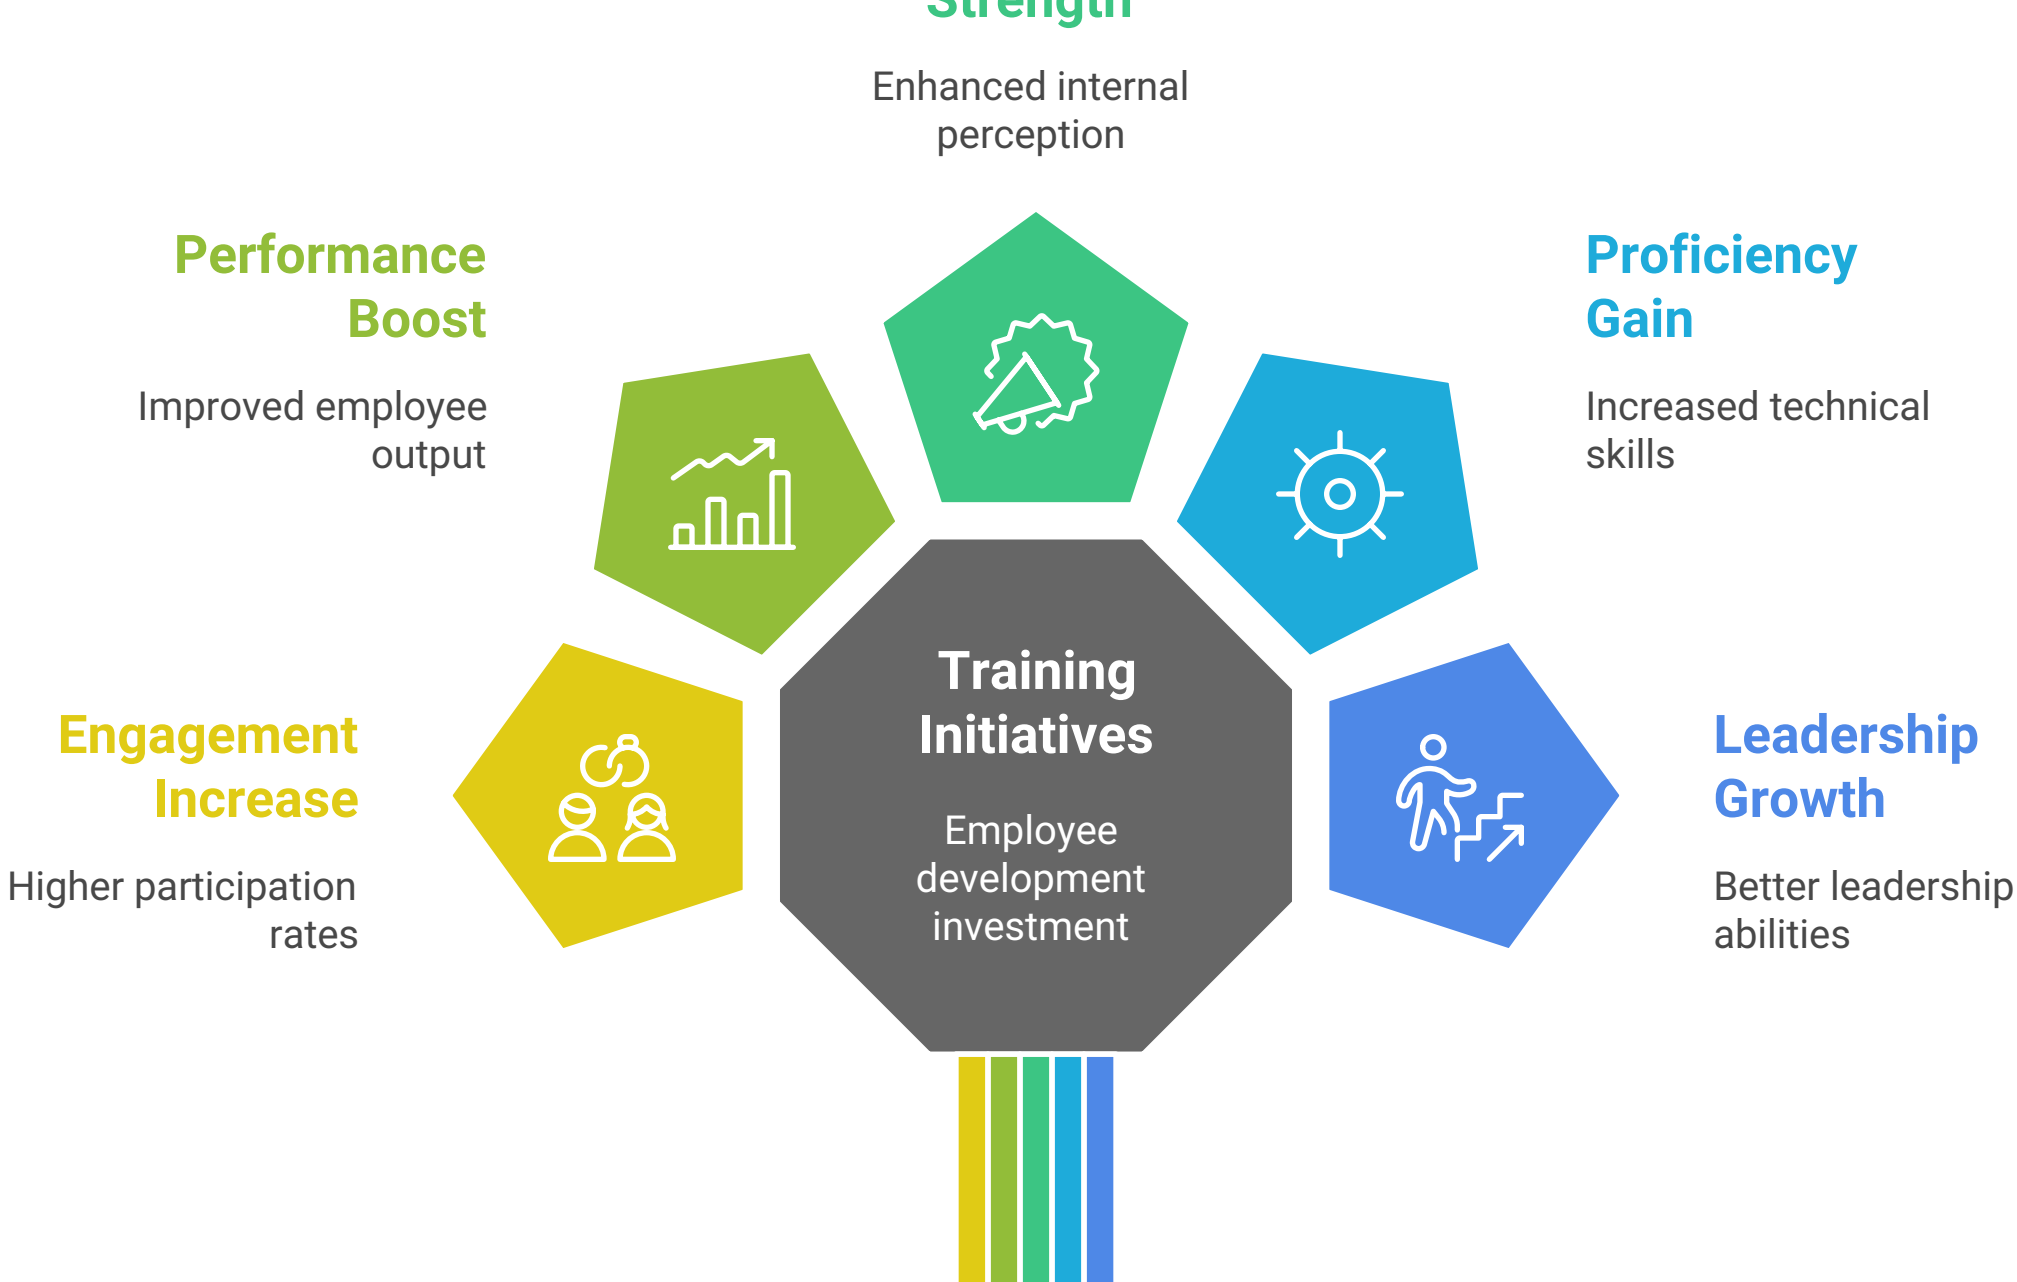 Strength
Enhanced internal
perception
Performance
Boost
Improved employee
output
Proficiency
Gain
Increased technical
skills
Engagement
Increase
Higher participation
rates
Training
Initiatives
Employee
development
investment
Leadership
Growth
Better leadership
abilities